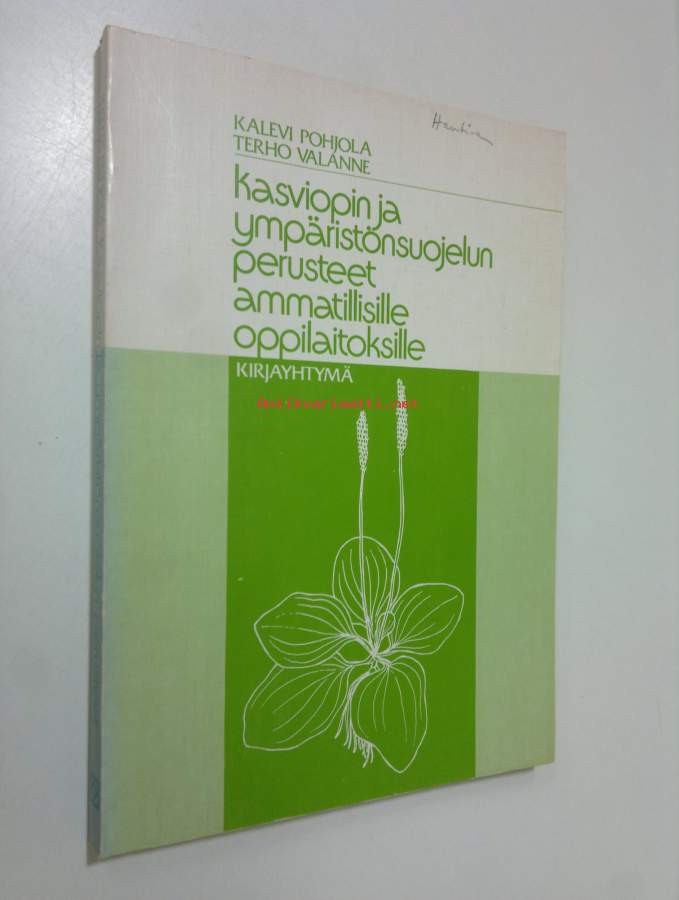 KALEVI POHJOLA
TERHO VALANNE
kasviopin ja
ympäristönsuojelun
perusteet
ammatillisille
oppilaitoksille
KIRJAYHTYMÄ
Antikvariaatti.net